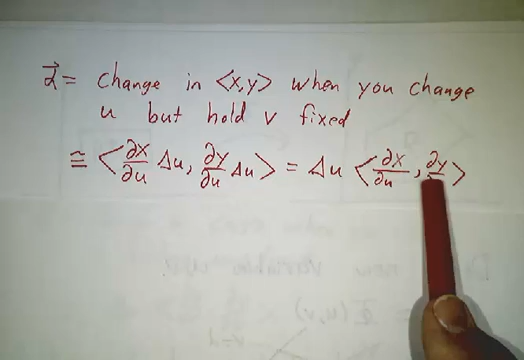 α⃗ = change in <x,y> when you change
u but hold v fixed
≅ <∂x/∂u Δu, ∂y/∂u Δu> = Δu <∂x/∂u, ∂y/
= Φ(u,v)